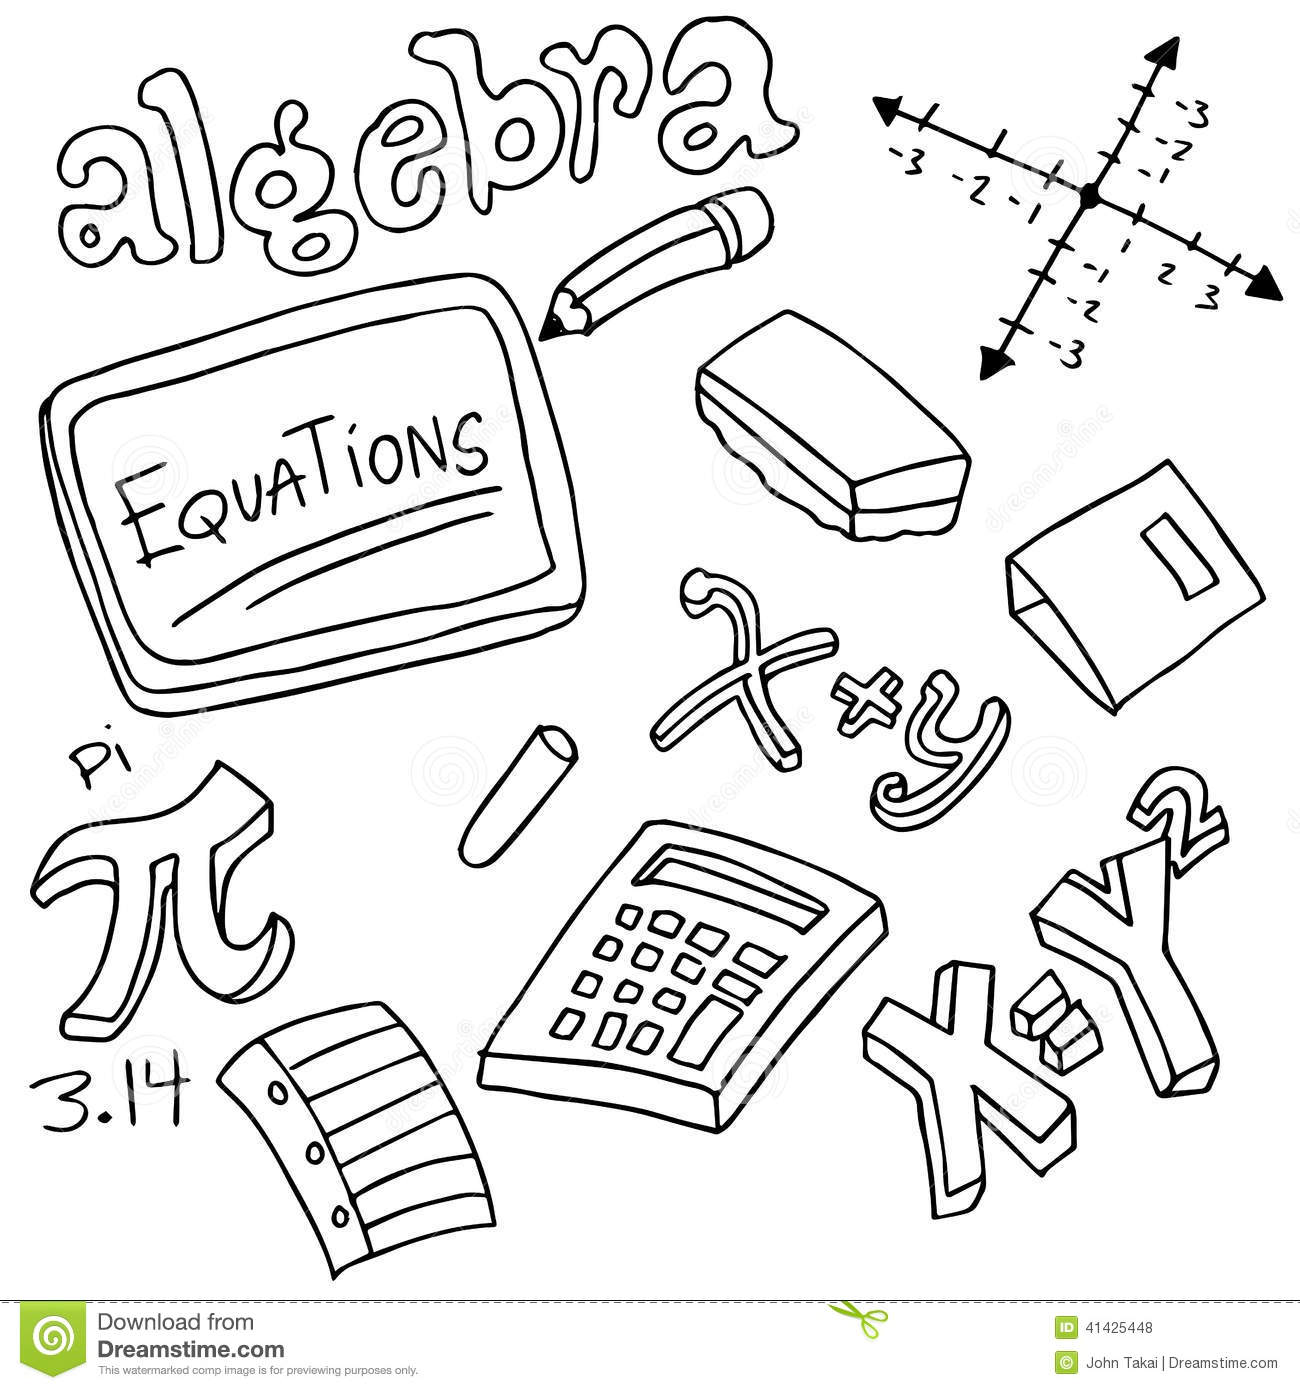 algebra
-3
-2
-1
-3 -2 -1
1 2 3
-1
-2
-3
EQUATiONS
x+y
pi
π
3.14
X=Y²
Download from
Dreamstime.com
This watermarked comp image is for previewing purposes only.
ID 41425448
© John Takai | Dreamstime.com